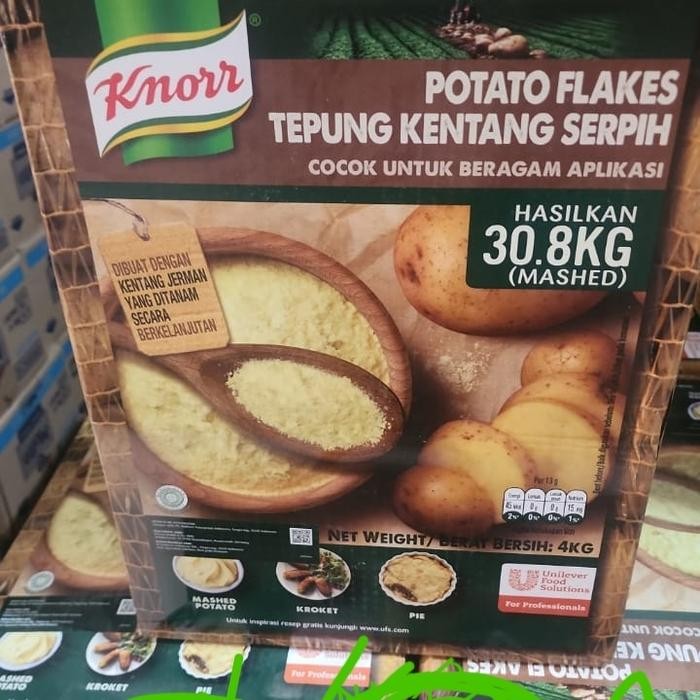 Knorr®
POTATO FLAKES
TEPUNG KENTANG SERPIH
COCOK UNTUK BERAGAM APLIKASI
HASILKAN
30.8KG
(MASHED)
DIBUAT DENGAN
KENTANG JERMAN
YANG DITANAM
SECARA
BERKELANJUTAN
Per 13 g
NET WEIGHT/ BERAT BERSIH: 4KG
MASHED
POTATO
KROKET
PIE
Unilever
Food
Solutions
For Professionals
Untuk inspirasi resep gratis kunjungi: www.ufs.com
MASHED
POTATO
KROKET
PIE
For Professionals
POTATO FLAKES